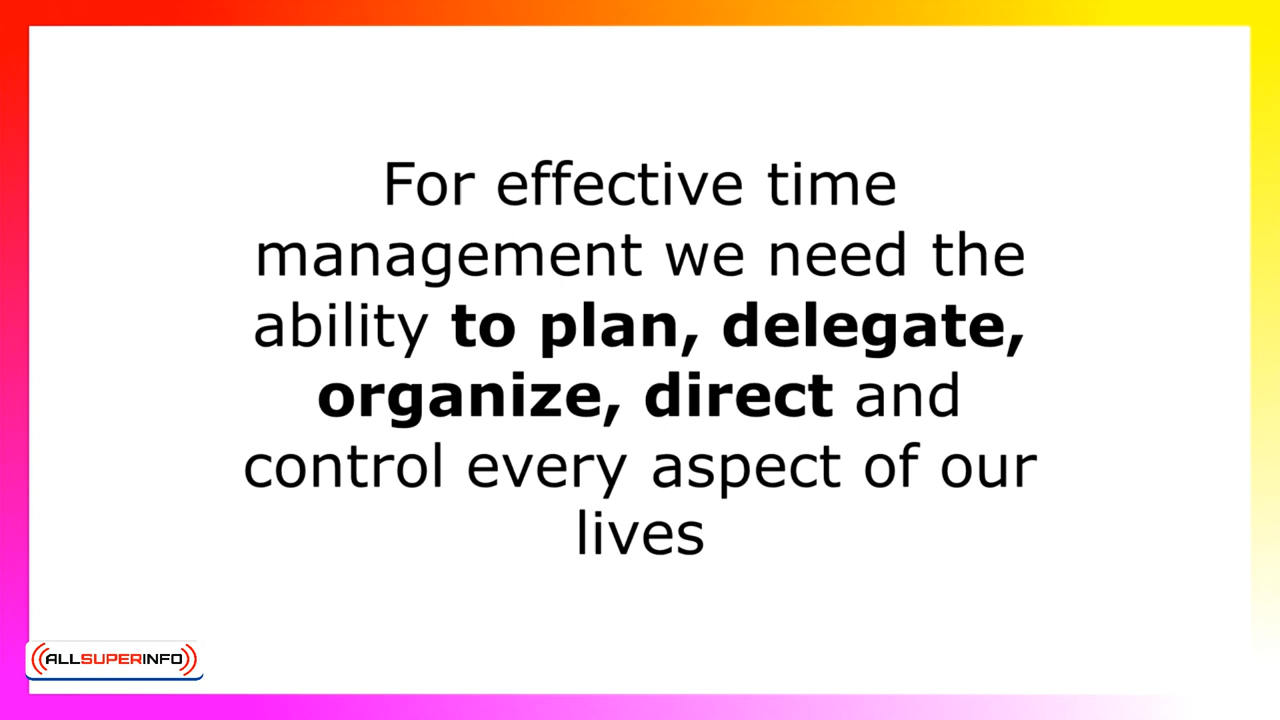 For effective time
management we need the
ability to plan, delegate,
organize, direct and
control every aspect of our
lives
ALLSUPERINFO